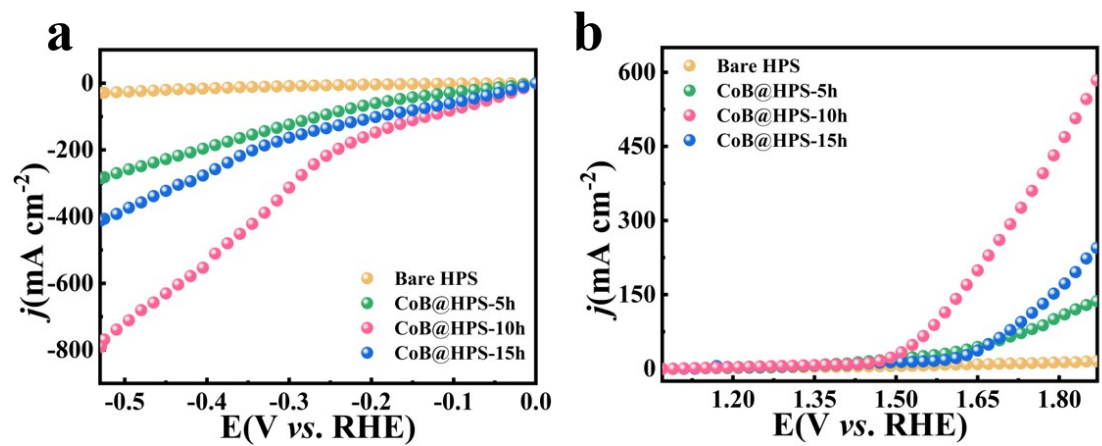 a
0
-200
-400
-600
-800
j(mA cm-2)
Bare HPS
CoB@HPS-5h
CoB@HPS-10h
CoB@HPS-15h
-0.5 -0.4 -0.3 -0.2 -0.1 0.0
E(V vs. RHE)
b
600
450
300
150
0
j(mA cm-2)
Bare HPS
CoB@HPS-5h
CoB@HPS-10h
CoB@HPS-15h
1.20 1.35 1.50 1.65 1.80
E(V vs. RHE)